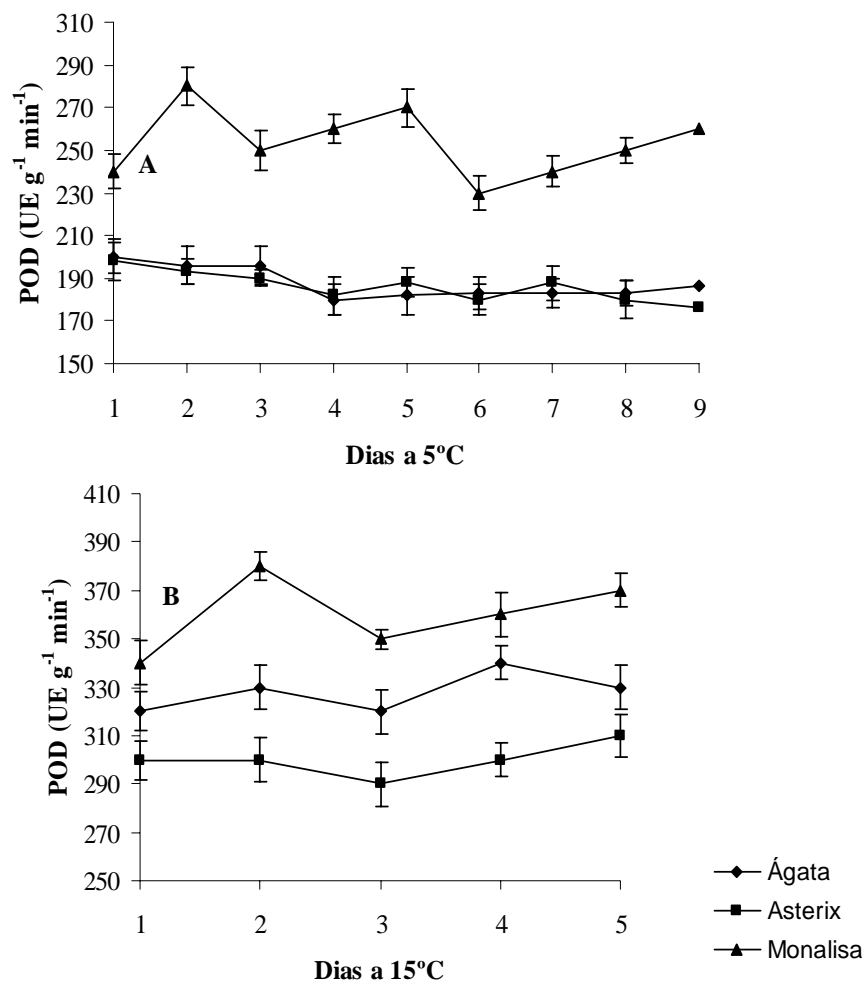 310
290
270
250
230
210
190
170
150
POD (UE g⁻¹ min⁻¹)
A
1 2 3 4 5 6 7 8 9
Dias a 5ºC
410
390
370
350
330
310
290
270
250
POD (UE g⁻¹ min⁻¹)
B
1 2 3 4 5
Dias a 15ºC
Ágata
Asterix
Monalisa